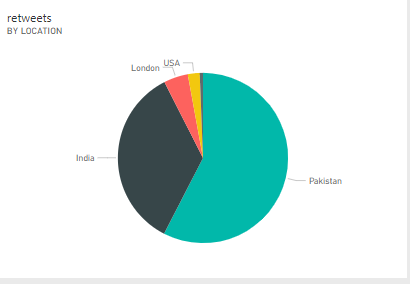 retweets
BY LOCATION
USA
London
India
Pakistan